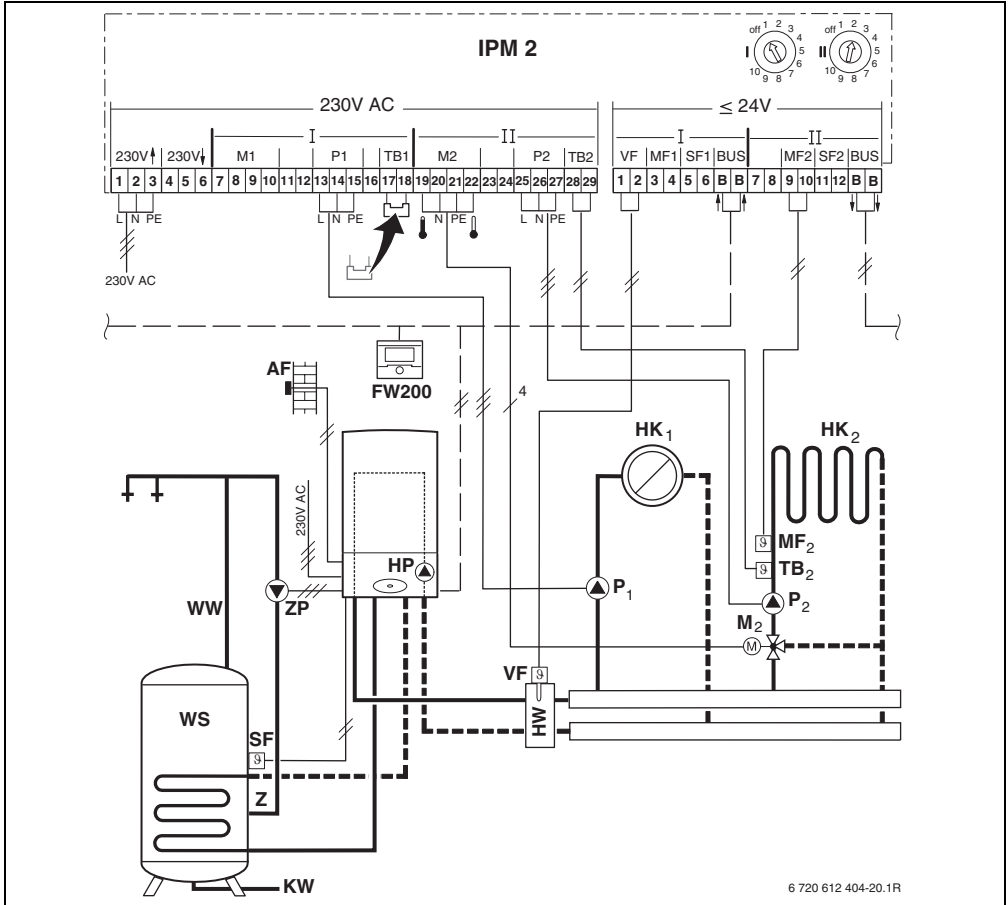 IPM 2
off 1 2 3 4 5 6 7 8 9 10
I
off 1 2 3 4 5 6 7 8 9 10
II
230V AC
≤ 24V
I
II
I
II
230V 230V M1 P1 TB1 M2 P2 TB2
VF MF1 SF1 BUS MF2 SF2 BUS
1 2 3 4 5 6 7 8 9 10 11 12 13 14 15 16 17 18 19 20 21 22 23 24 25 26 27 28 29
1 2 3 4 5 6 B B 7 8 9 10 11 12 B B
L N PE
L N PE
N PE
L N PE
230V AC
FW200
AF
4
HK1
HK2
230V AC
HP
MF2
TB2
P1
P2
M2
M
WW
ZP
VF
HW
WS
SF
Z
KW
6 720 612 404-20.1R